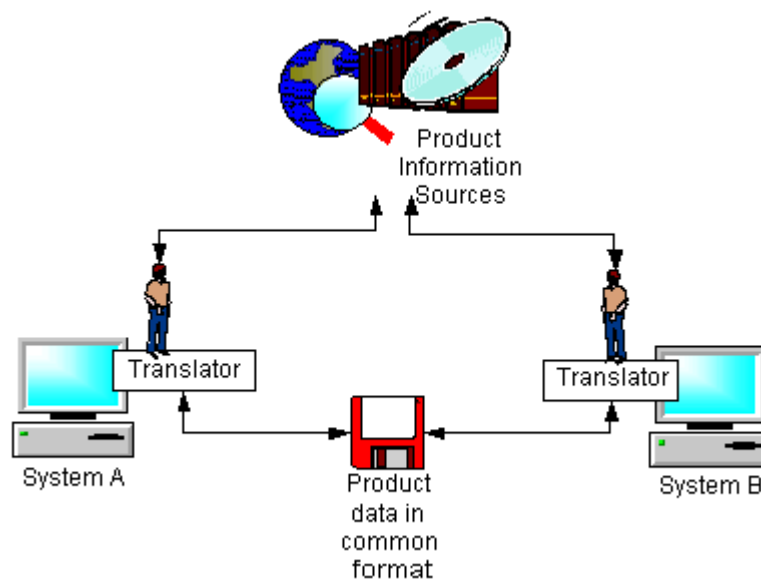 Product
Information
Sources
Translator
Translator
System A
System B
Product
data in
common
format